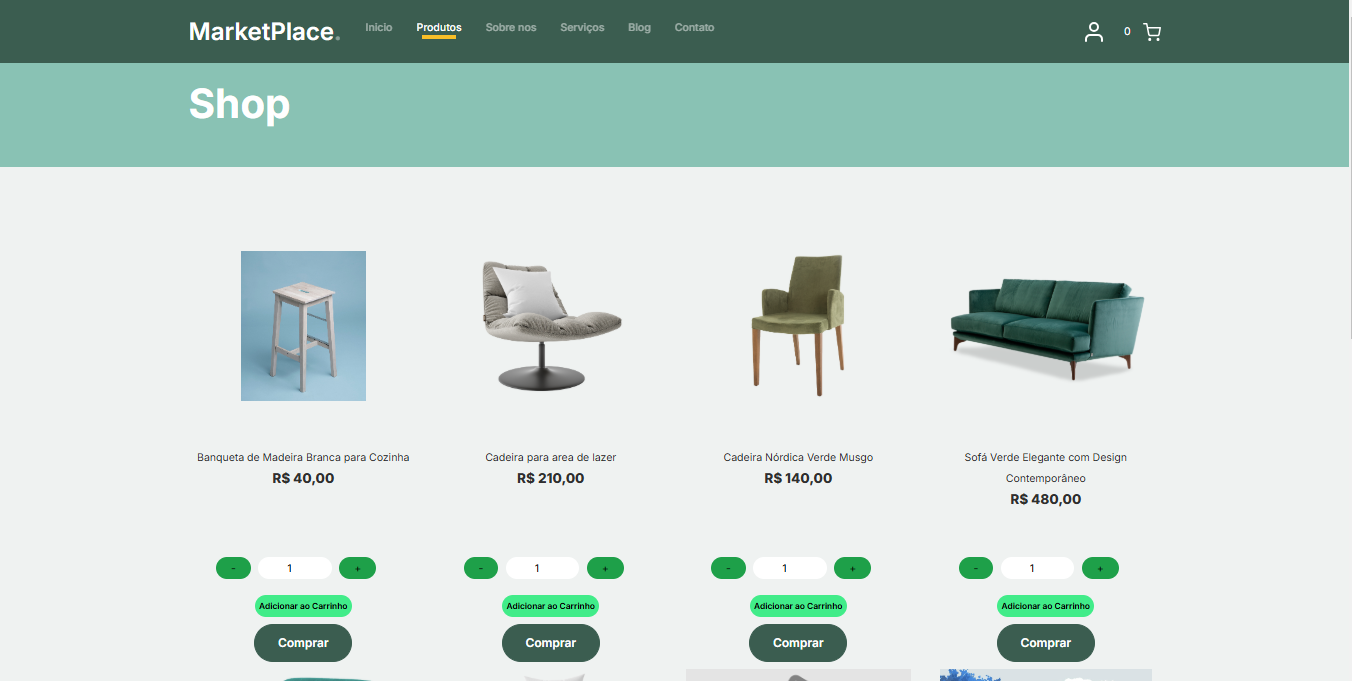 MarketPlace.
Início
Produtos
Sobre nos
Serviços
Blog
Contato
0
Shop
Banqueta de Madeira Branca para Cozinha
R$ 40,00
- 1 +
Adicionar ao Carrinho
Comprar
Cadeira para area de lazer
R$ 210,00
- 1 +
Adicionar ao Carrinho
Comprar
Cadeira Nórdica Verde Musgo
R$ 140,00
- 1 +
Adicionar ao Carrinho
Comprar
Sofá Verde Elegante com Design
Contemporâneo
R$ 480,00
- 1 +
Adicionar ao Carrinho
Comprar